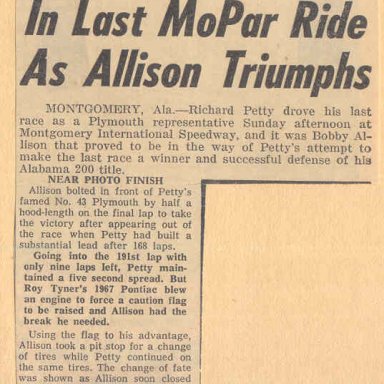 In Last MoPar Ride
As Allison Triumphs
MONTGOMERY, Ala.—Richard Petty drove his last
race as a Plymouth representative Sunday afternoon at
Montgomery International Speedway, and it was Bobby Al-
lison that proved to be in the way of Petty's attempt to
make the last race a winner and successful defense of his
Alabama 200 title.
NEAR PHOTO FINISH
Allison bolted in front of Petty's
famed No. 43 Plymouth by half a
hood-length on the final lap to take
the victory after appearing out of
the race when Petty had built a
substantial lead after 168 laps.
Going into the 191st lap with
only nine laps left, Petty main-
tained a five second spread. But
Roy Tyner's 1967 Pontiac blew
an engine to force a caution flag
to be raised and Allison had the
break he needed.
Using the flag to his advantage,
Allison took a pit stop for a change
of tires while Petty continued on
the same tires. The change of fate
was shown as Allison soon closed